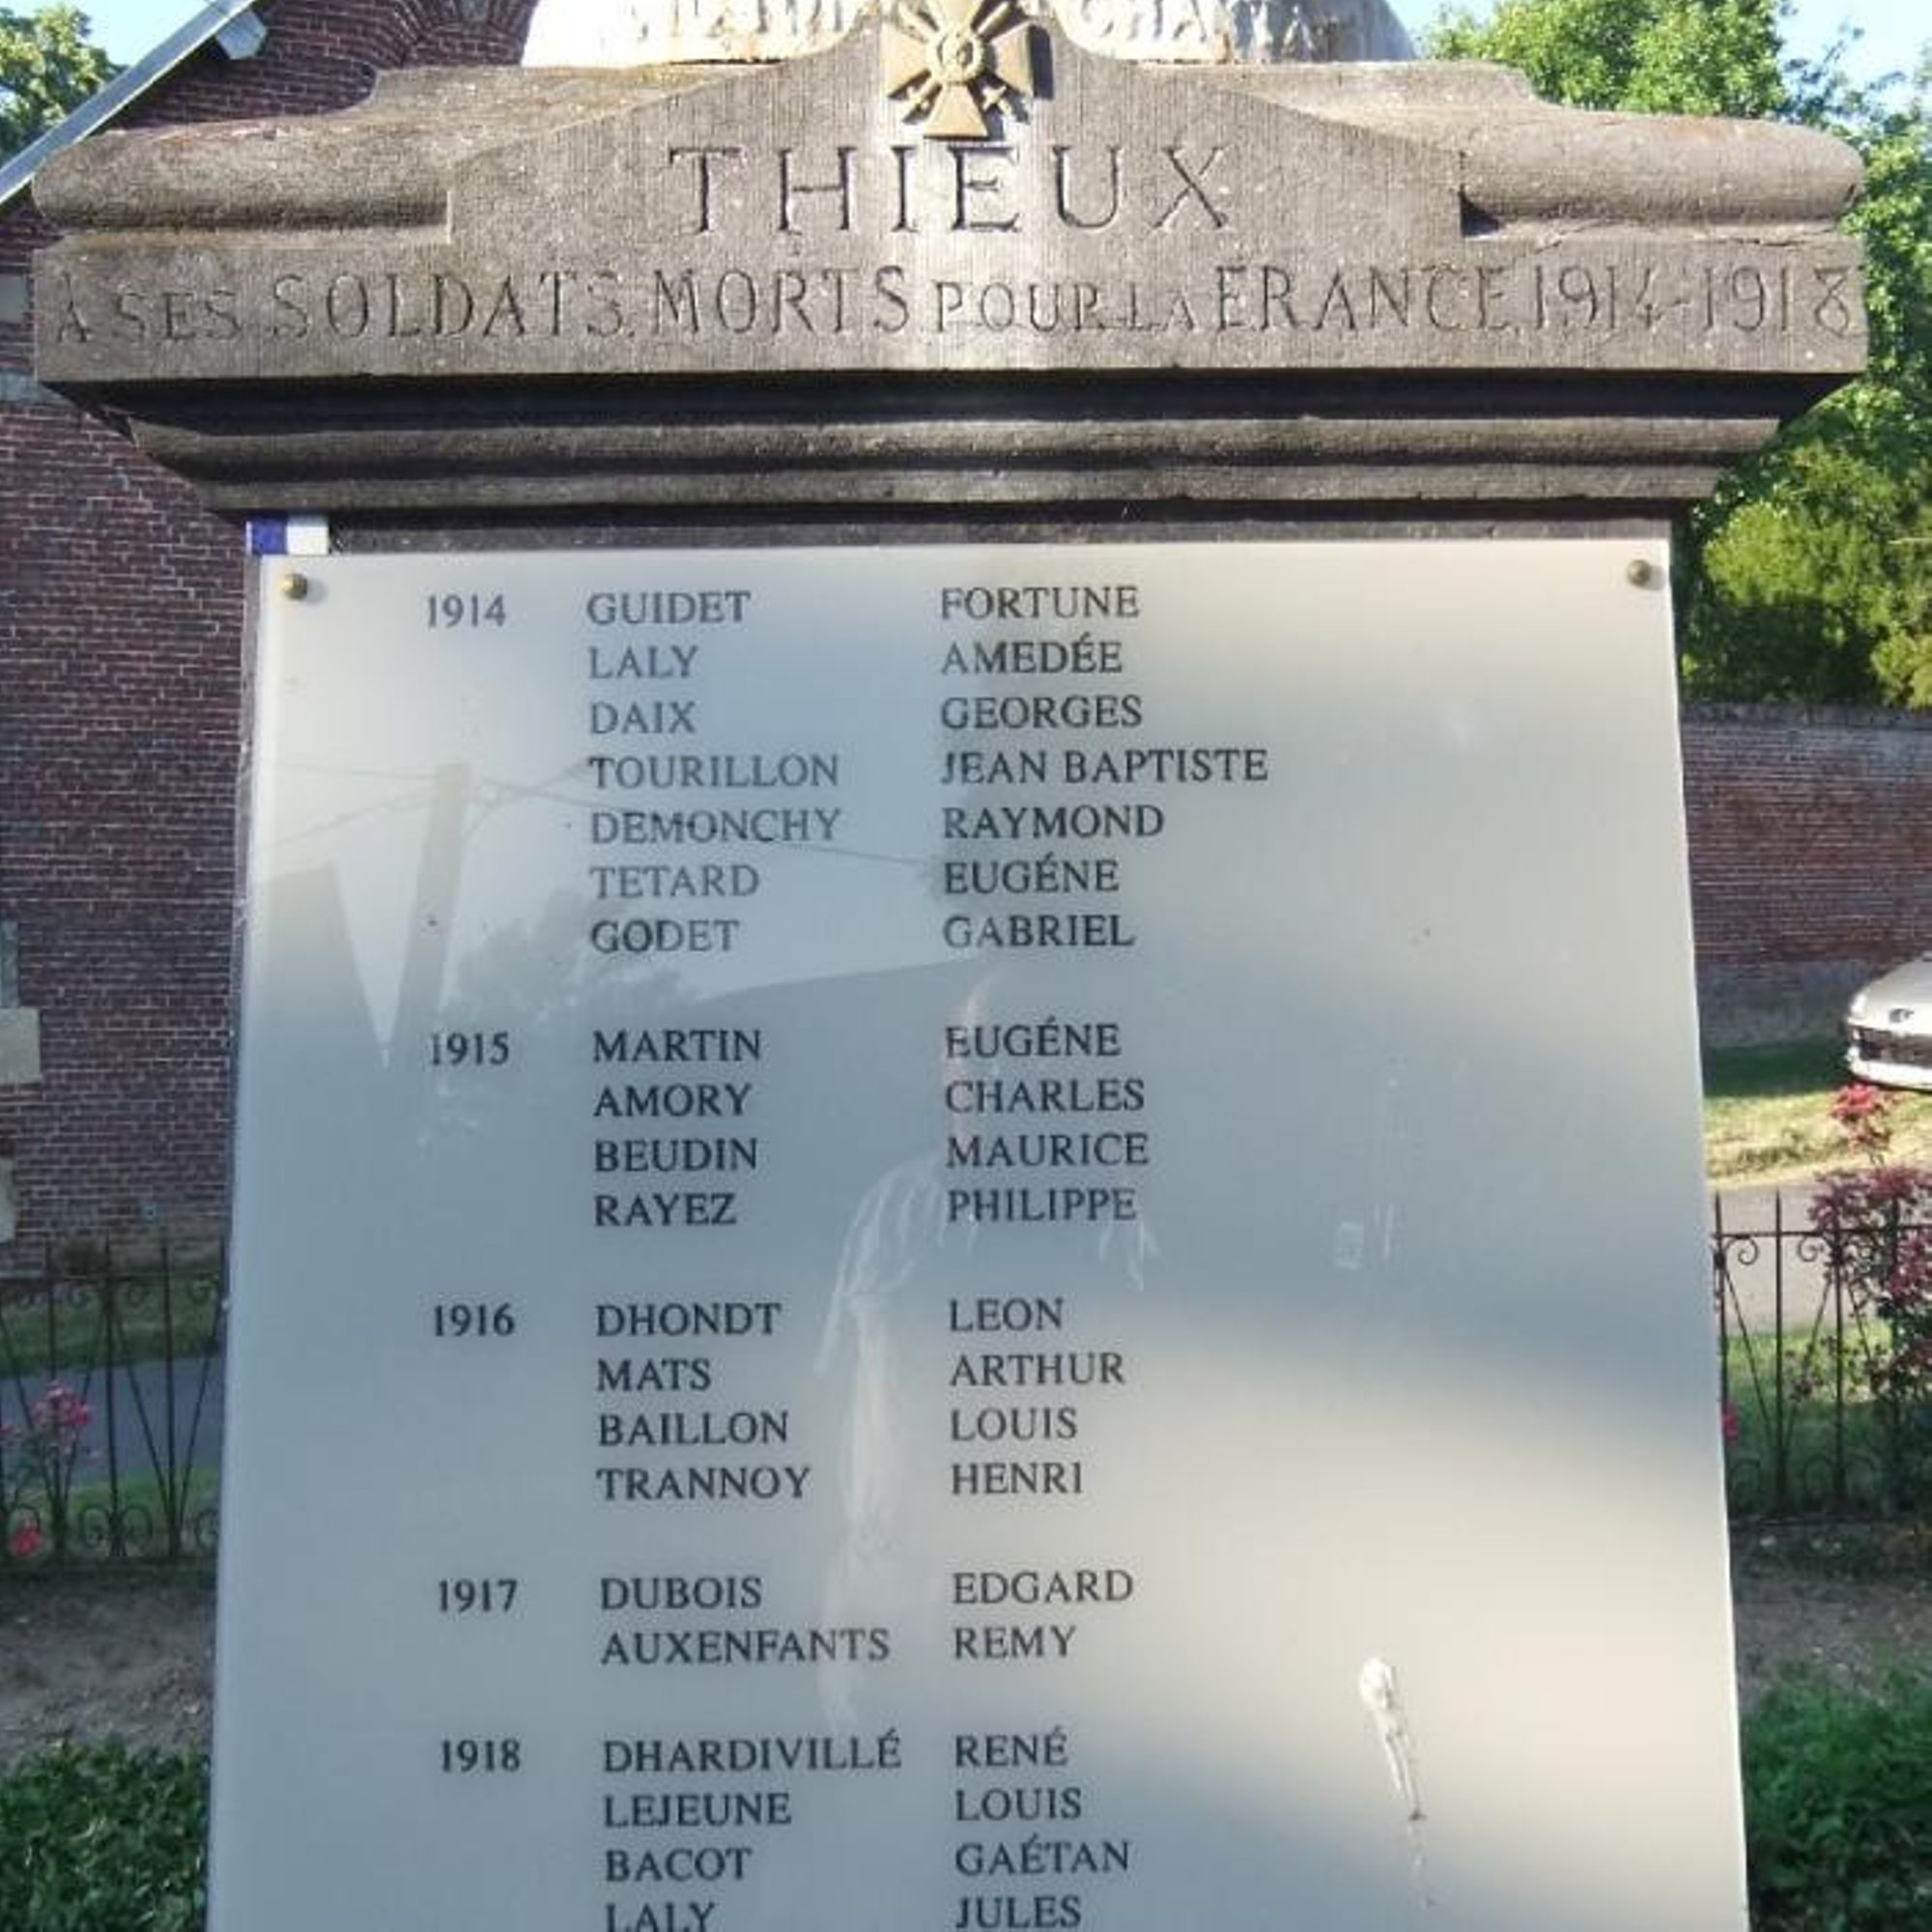 THIEUX
A SES SOLDATS MORTS POUR LA FRANCE 1914-1918
1914 GUIDET FORTUNE
LALY AMEDÉE
DAIX GEORGES
TOURILLON JEAN BAPTISTE
DEMONCHY RAYMOND
TETARD EUGÉNE
GODET GABRIEL
1915 MARTIN EUGÉNE
AMORY CHARLES
BEUDIN MAURICE
RAYEZ PHILIPPE
1916 DHONDT LEON
MATS ARTHUR
BAILLON LOUIS
TRANNOY HENRI
1917 DUBOIS EDGARD
AUXENFANTS REMY
1918 DHARDIVILLÉ RENÉ
LEJEUNE LOUIS
BACOT GAÉTAN
LALY JULES